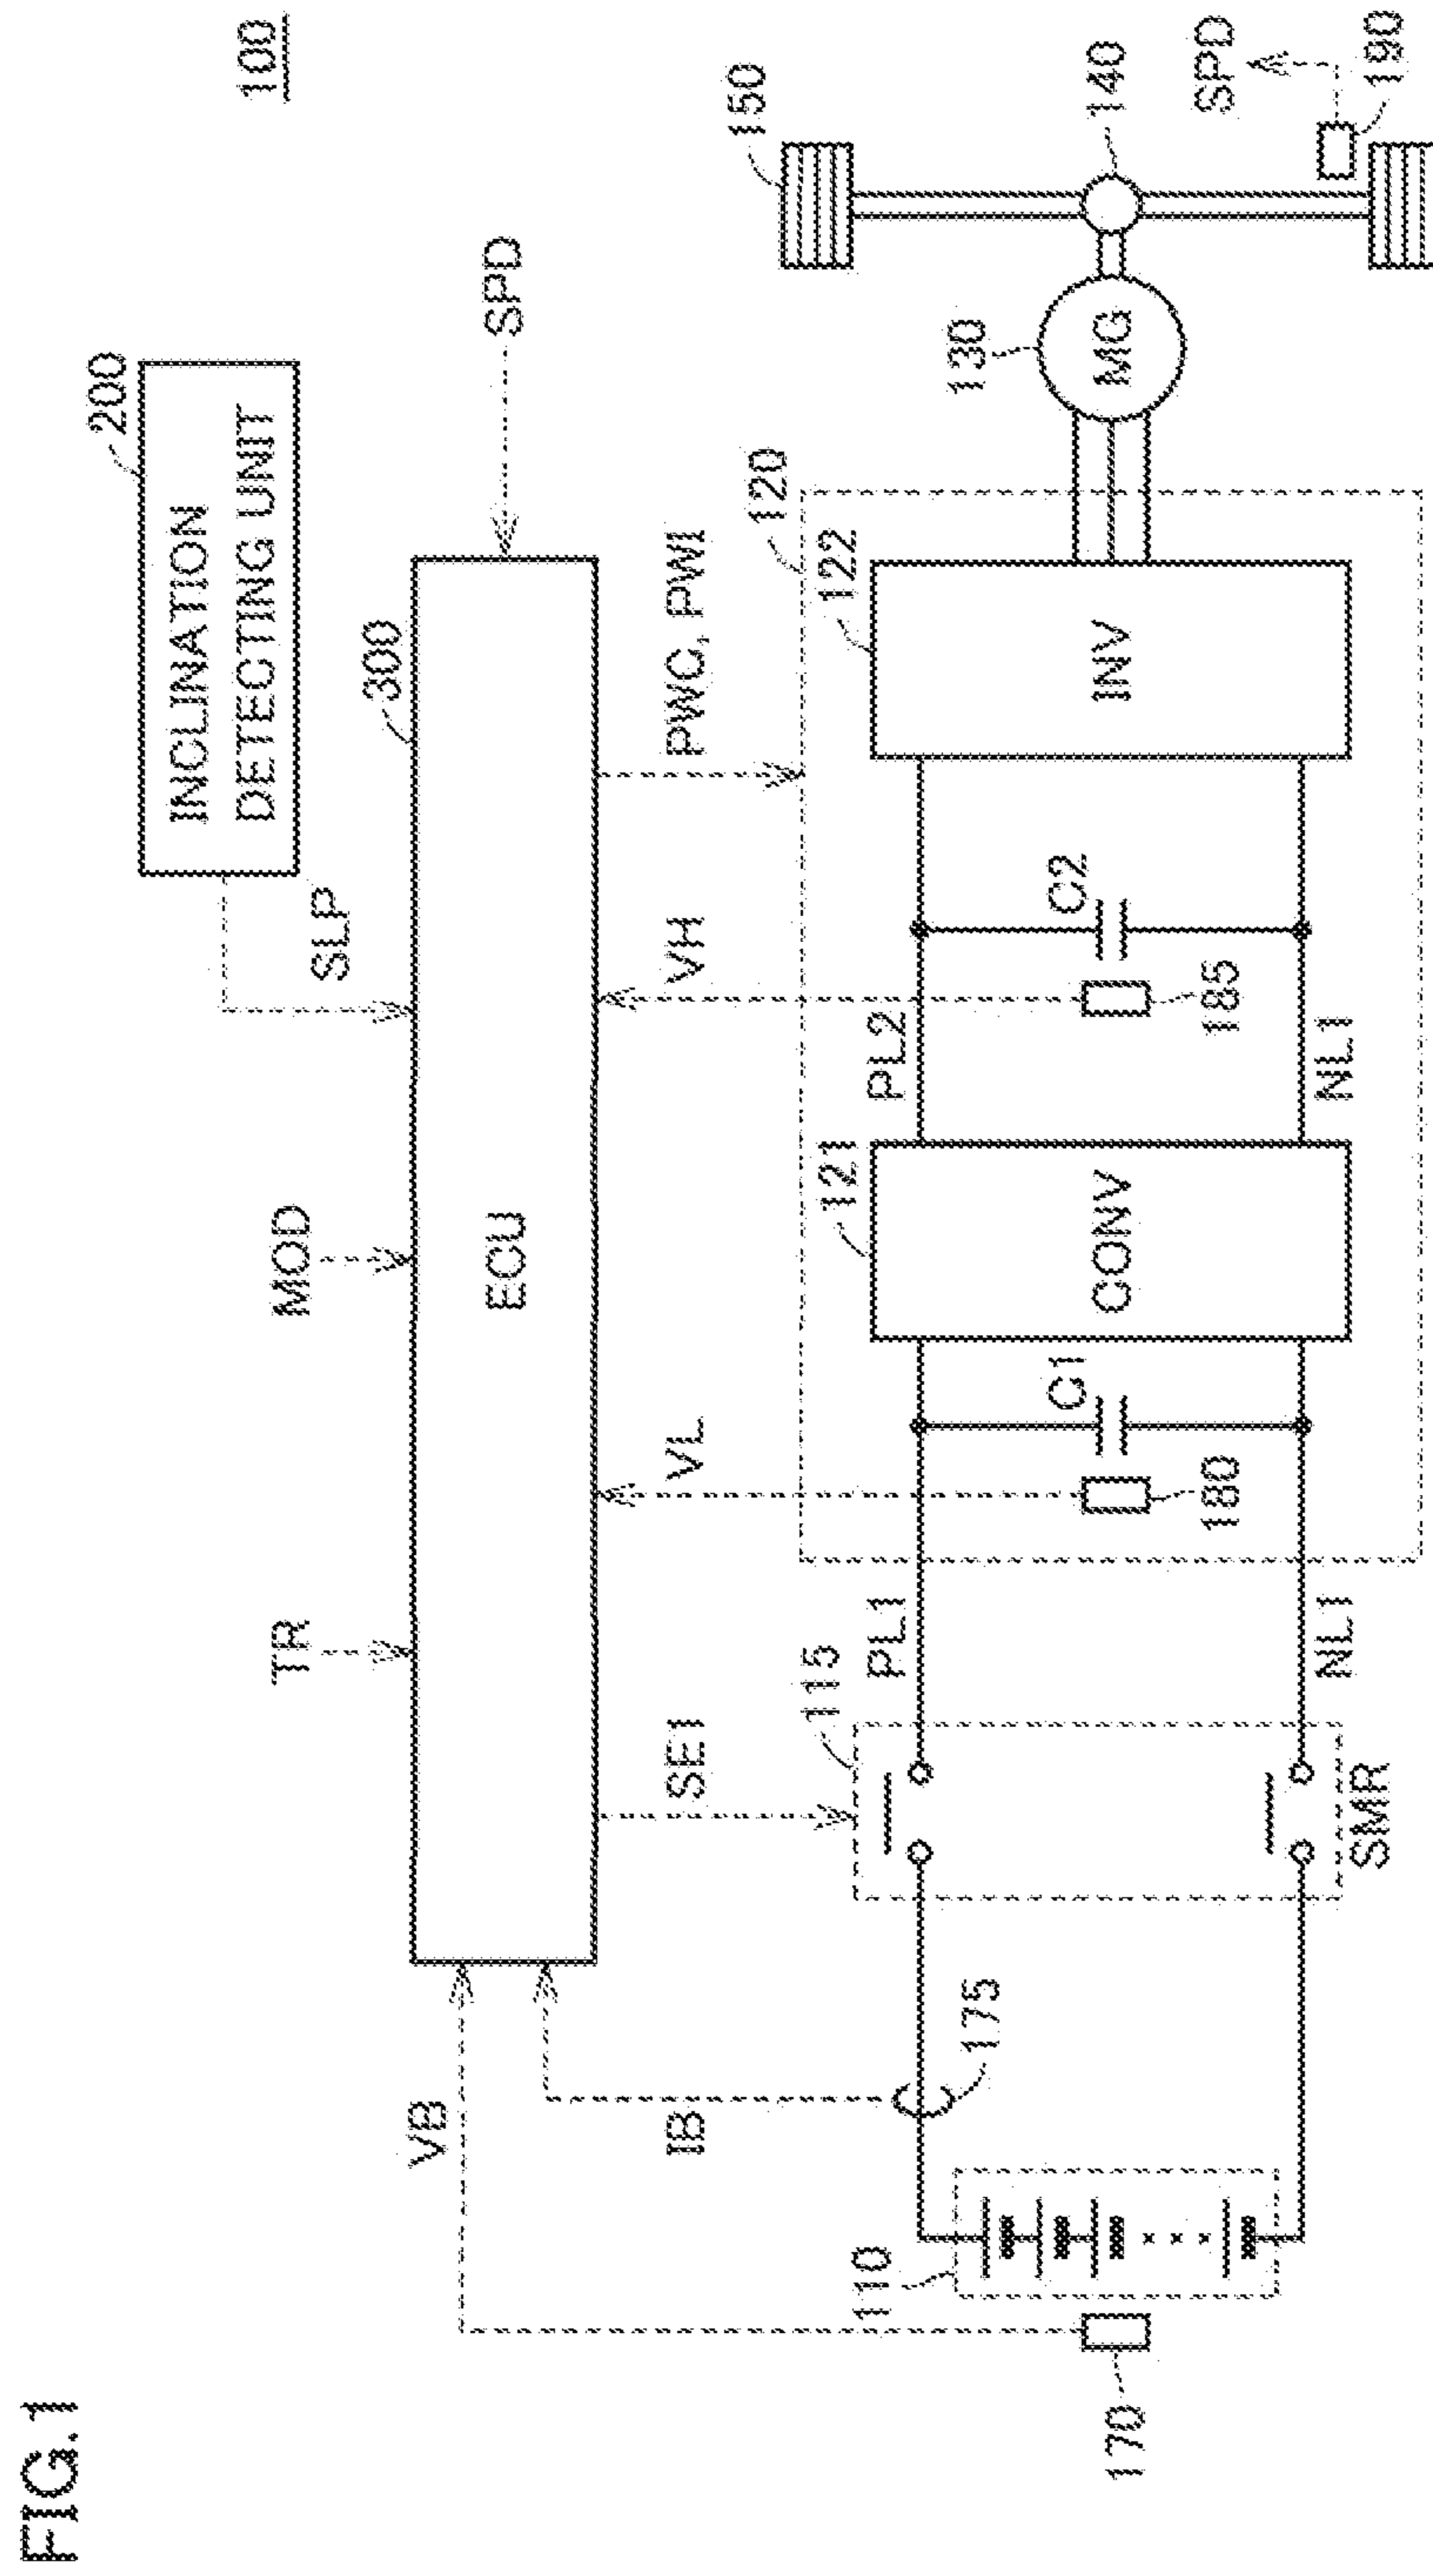 FIG.1
100
INCLINATION
DETECTING UNIT
200
SLP
TR
MOD
300
VB
ECU
SPD
IB
SE1
VL
VH
PWC, PWI
115
120
150
110
PL1
121
PL2
122
175
130
C1
C2
CONV
INV
MG
140
170
180
185
SPD
NL1
NL1
SMR
190